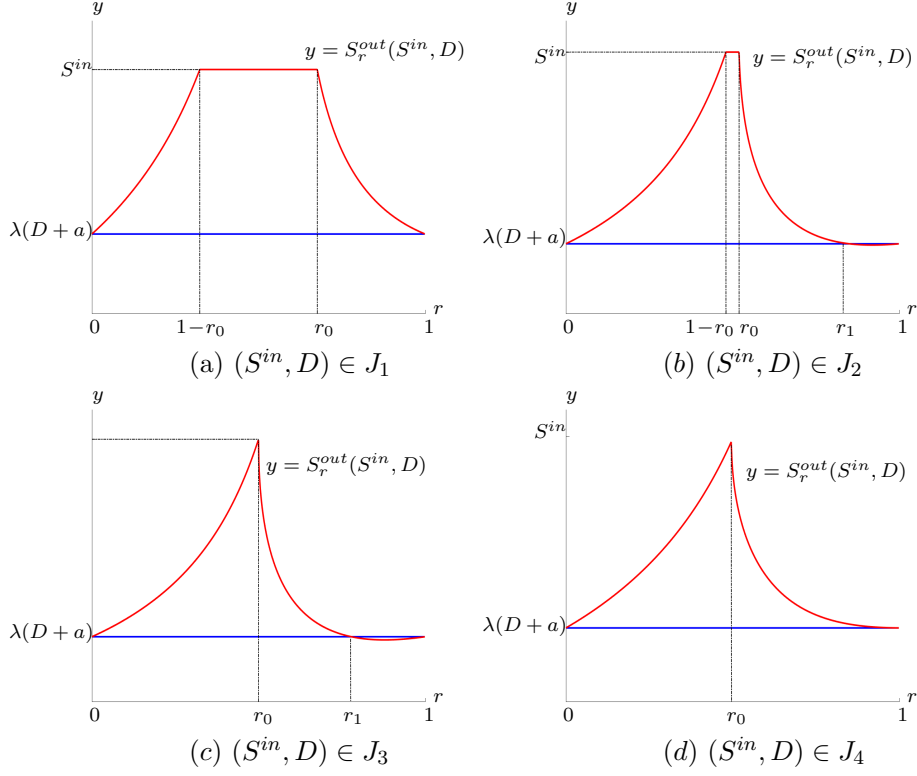 y
S^{in}
y = S_r^{out}(S^{in}, D)
λ(D + a)
r
0
1−r_0
r_0
1
(a) (S^{in}, D) ∈ J_1
y
S^{in}
y = S_r^{out}(S^{in}, D)
λ(D + a)
r
0
1−r_0
r_0
r_1
1
(b) (S^{in}, D) ∈ J_2
y
y = S_r^{out}(S^{in}, D)
λ(D + a)
r
0
r_0
r_1
1
(c) (S^{in}, D) ∈ J_3
y
S^{in}
y = S_r^{out}(S^{in}, D)
λ(D + a)
r
0
r_0
1
(d) (S^{in}, D) ∈ J_4